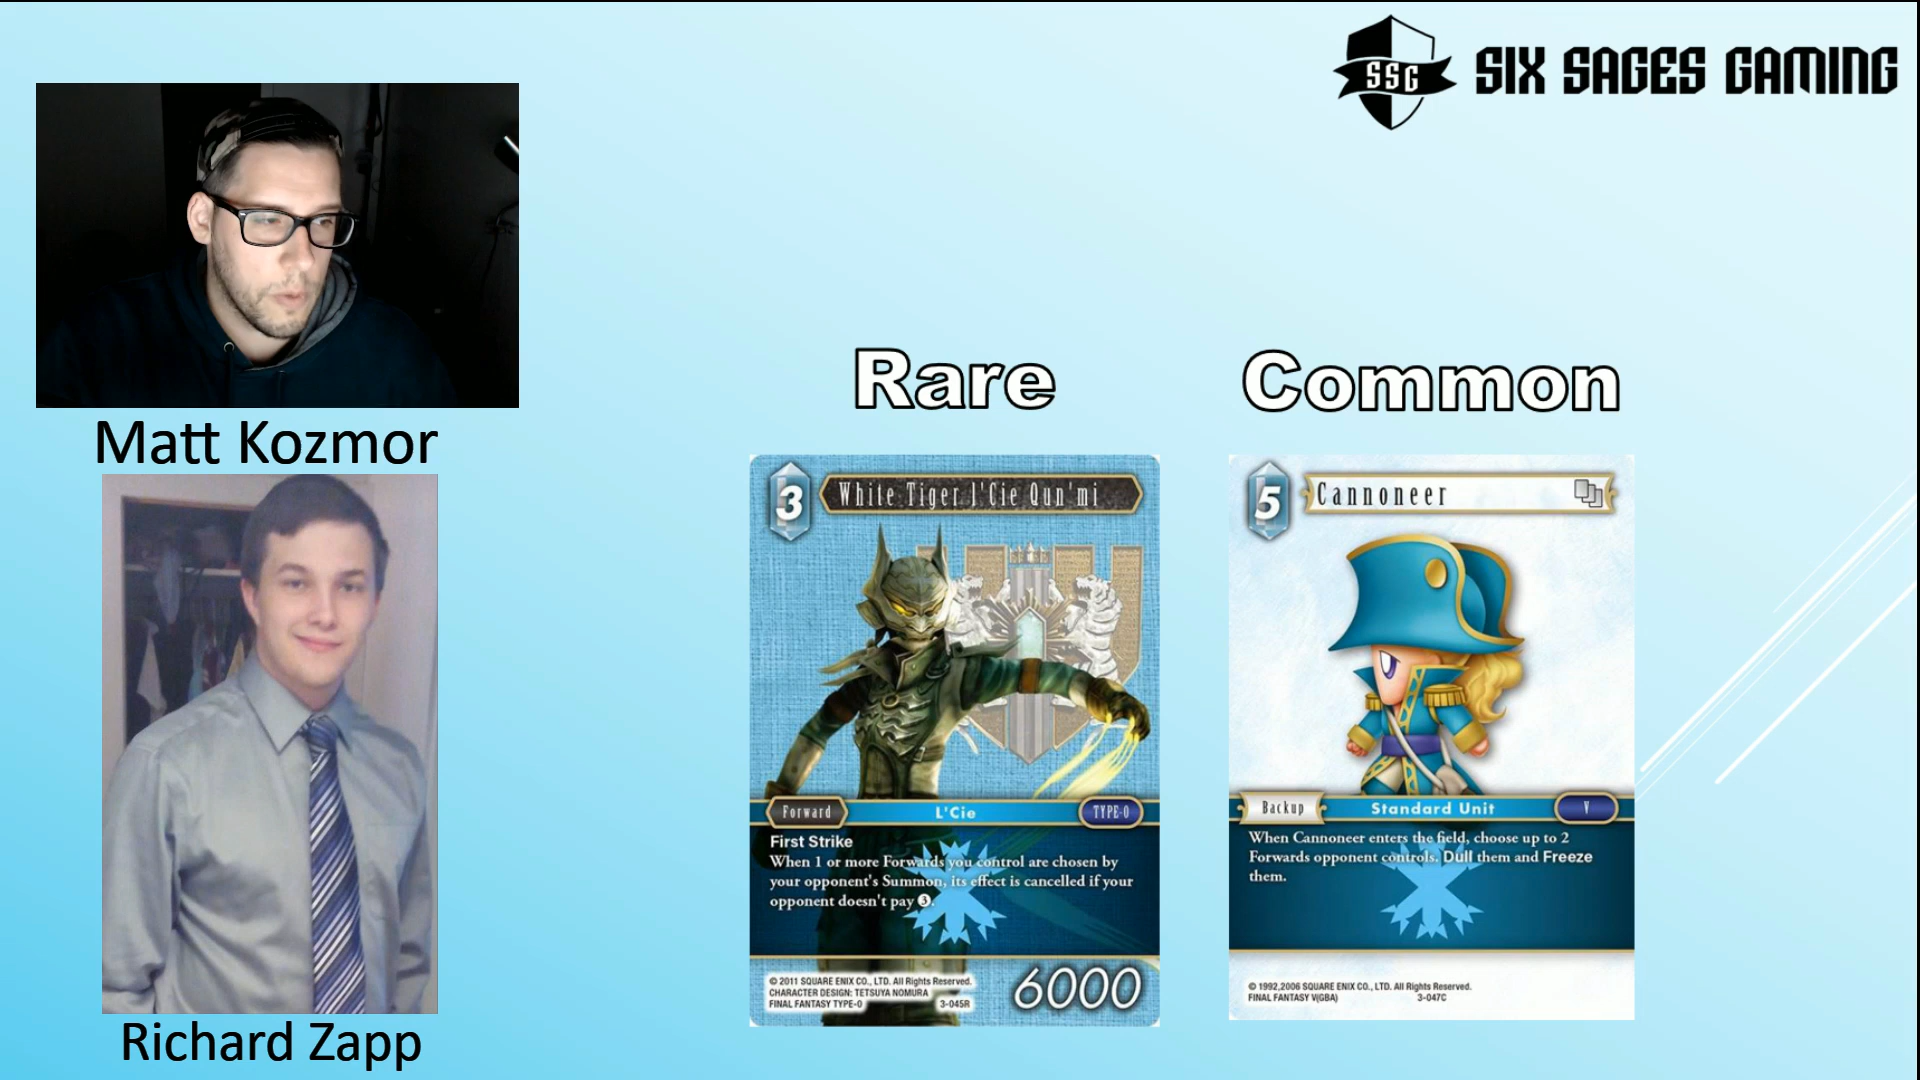 SSG
SIX SAGES GAMING
Matt Kozmor
Richard Zapp
Rare
Common
3
White Tiger l'Cie Qun'mi
Forward
L'Cie
TYPE-0
First Strike
When 1 or more Forwards you control are chosen by
your opponent's Summon, its effect is cancelled if your
opponent doesn't pay 3.
© 2011 SQUARE ENIX CO., LTD. All Rights Reserved.
CHARACTER DESIGN: TETSUYA NOMURA
FINAL FANTASY TYPE-0
3-045R
6000
5
Cannoneer
Backup
Standard Unit
V
When Cannoneer enters the field, choose up to 2
Forwards opponent controls. Dull them and Freeze
them.
© 1992,2006 SQUARE ENIX CO., LTD. All Rights Reserved.
FINAL FANTASY V(GBA)
3-047C